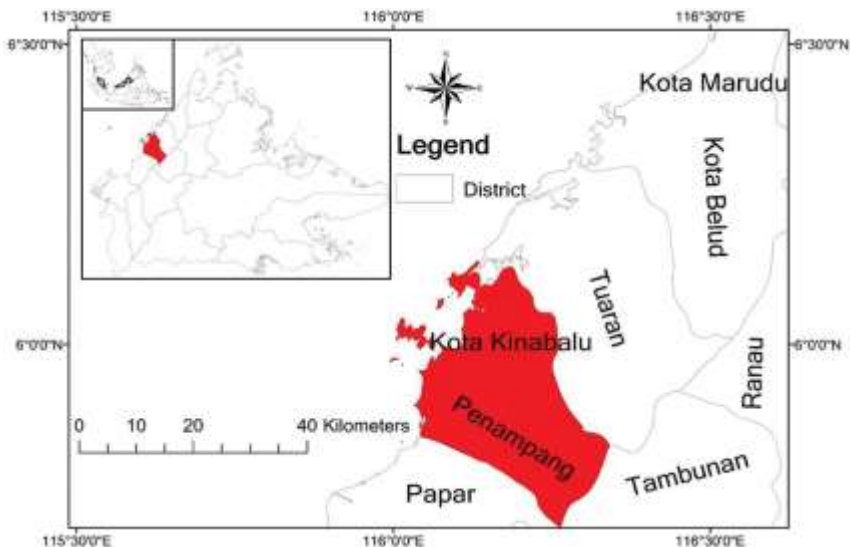 115°30'0"E
116°0'0"E
116°30'0"E
6°30'0"N
6°30'0"N
N
Kota Marudu
Legend
District
Kota Belud
Tuaran
6°0'0"N
Kota Kinabalu
6°0'0"N
Ranau
0 10 20 40 Kilometers
Penampang
Tambunan
Papar
115°30'0"E
116°0'0"E
116°30'0"E